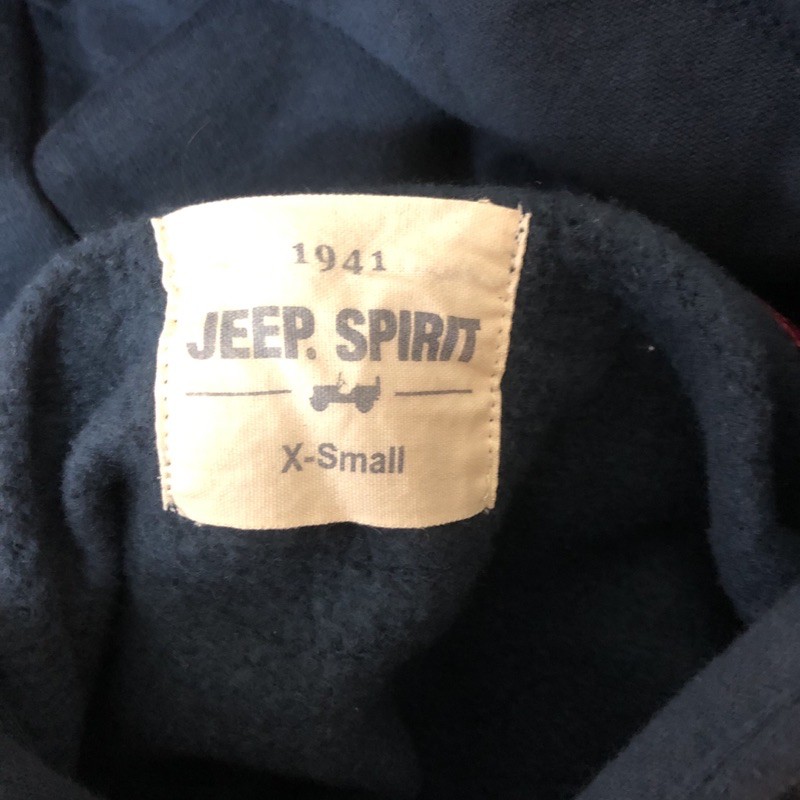 1941
JEEP. SPIRIT
X-Small